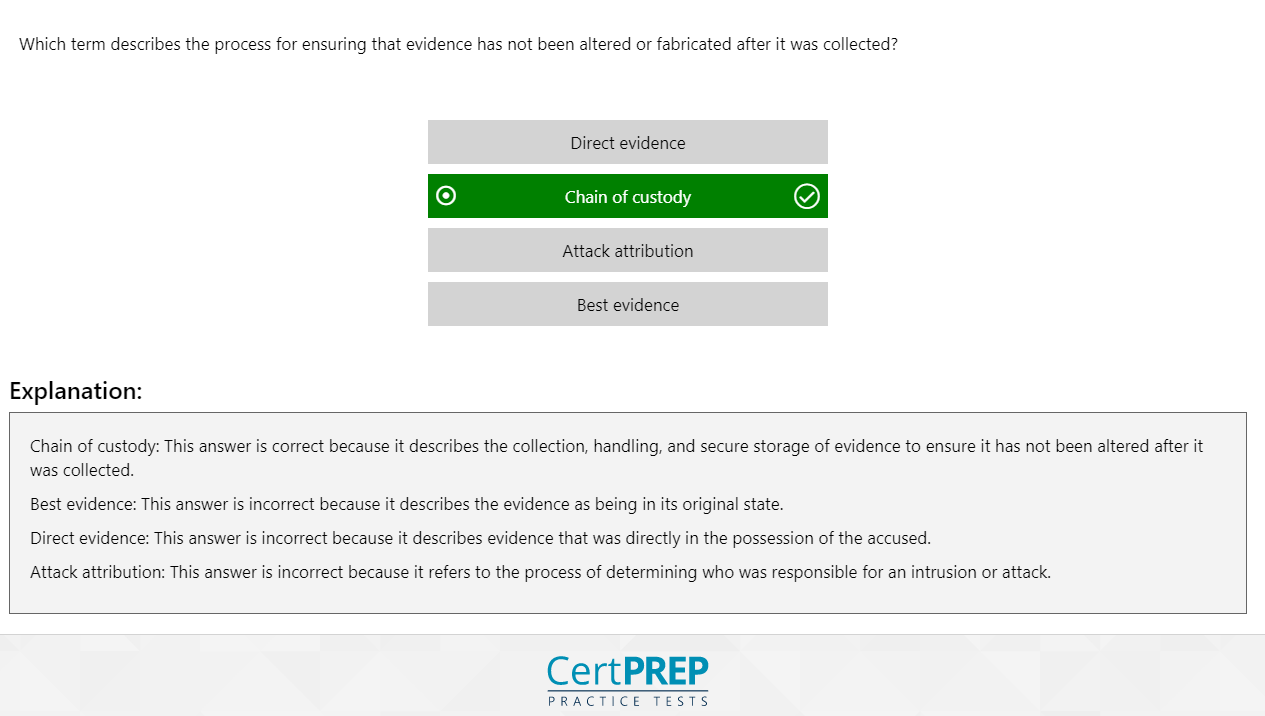 Which term describes the process for ensuring that evidence has not been altered or fabricated after it was collected?
Direct evidence
Chain of custody
Attack attribution
Best evidence
Explanation:
Chain of custody: This answer is correct because it describes the collection, handling, and secure storage of evidence to ensure it has not been altered after it
was collected.
Best evidence: This answer is incorrect because it describes the evidence as being in its original state.
Direct evidence: This answer is incorrect because it describes evidence that was directly in the possession of the accused.
Attack attribution: This answer is incorrect because it refers to the process of determining who was responsible for an intrusion or attack.
CertPREP
PRACTICE TESTS